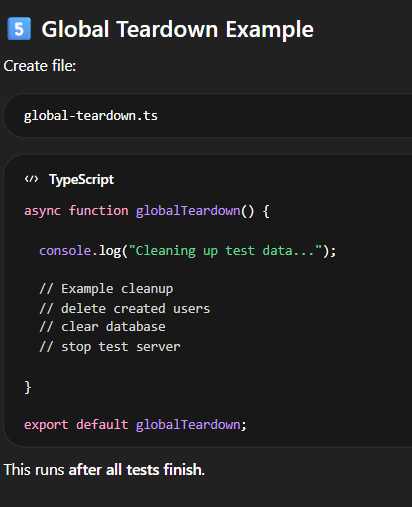 5 Global Teardown Example
Create file:
global-teardown.ts
</> TypeScript
async function globalTeardown() {
console.log("Cleaning up test data...");
// Example cleanup
// delete created users
// clear database
// stop test server
}
export default globalTeardown;
This runs after all tests finish.